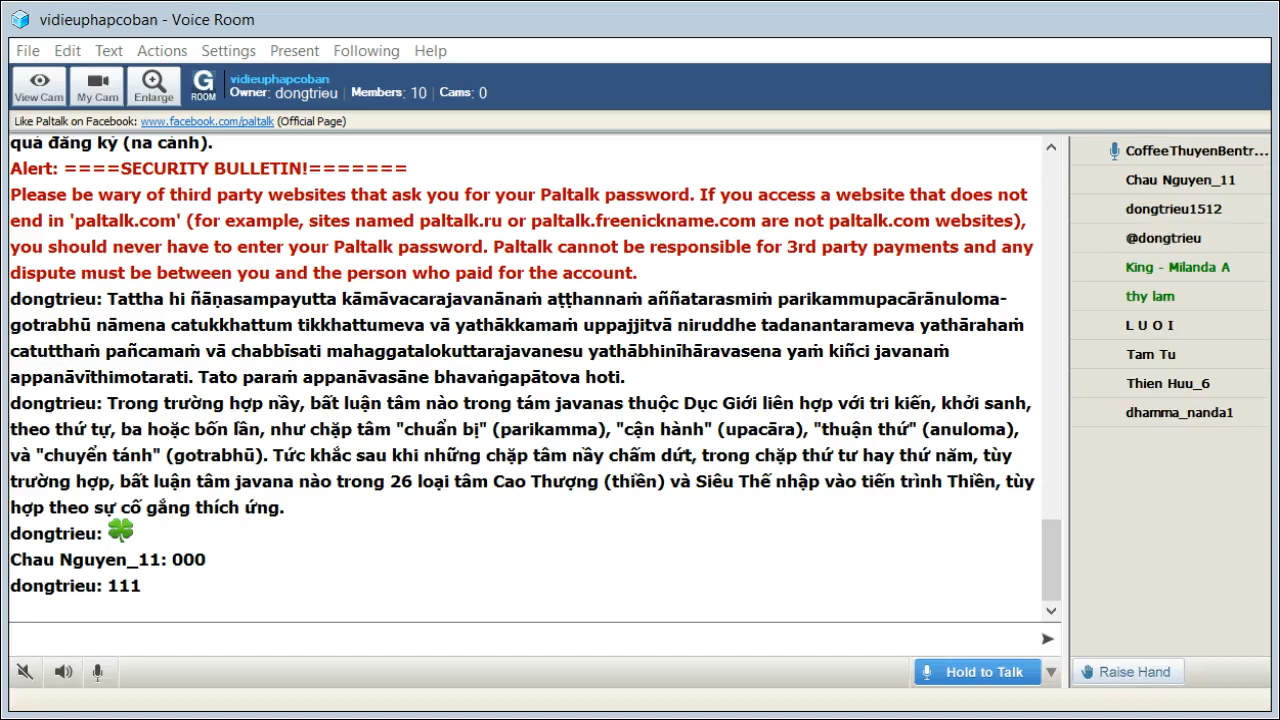 vidieuphapcoban - Voice Room
File Edit Text Actions Settings Present Following Help
View Cam My Cam Enlarge G ROOM
vidieuphapcoban
Owner: dongtrieu Members: 10 Cams: 0
Like Paltalk on Facebook: www.facebook.com/paltalk (Official Page)
quá đăng ký (na cảnh).
Alert: ====SECURITY BULLETIN!=======
Please be wary of third party websites that ask you for your Paltalk password. If you access a website that does not
end in 'paltalk.com' (for example, sites named paltalk.ru or paltalk.freenickname.com are not paltalk.com websites),
you should never have to enter your Paltalk password. Paltalk cannot be responsible for 3rd party payments and any
dispute must be between you and the person who paid for the account.
dongtrieu: Tattha hi ñāṇasampayutta kāmāvacarajavanānaṁ aṭṭhannaṁ aññatarasmiṁ parikammupacārānuloma-
gotrabhū nāmena catukkhattum tikkhattumeva vā yathākkamaṁ uppajjitvā niruddhe tadanantarameva yathārahaṁ
catutthaṁ pañcamaṁ vā chabbīsati mahaggatalokuttarajavanesu yathābhinīhāravasena yaṁ kiñci javanaṁ
appanāvīthimotarati. Tato paraṁ appanāvasāne bhavaṅgapātova hoti.
dongtrieu: Trong trường hợp nầy, bất luận tâm nào trong tám javanas thuộc Dục Giới liên hợp với tri kiến, khởi sanh,
theo thứ tự, ba hoặc bốn lần, như chặp tâm "chuẩn bị" (parikamma), "cận hành" (upacāra), "thuận thứ" (anuloma),
và "chuyển tánh" (gotrabhū). Tức khắc sau khi những chặp tâm nầy chấm dứt, trong chặp thứ tư hay thứ năm, tùy
trường hợp, bất luận tâm javana nào trong 26 loại tâm Cao Thượng (thiền) và Siêu Thế nhập vào tiến trình Thiền, tùy
hợp theo sự cố gắng thích ứng.
dongtrieu:
Chau Nguyen_11: 000
dongtrieu: 111
CoffeeThuyenBentr...
Chau Nguyen_11
dongtrieu1512
@dongtrieu
King - Milanda A
thy lam
L U O I
Tam Tu
Thien Huu_6
dhamma_nanda1
Hold to Talk
Raise Hand